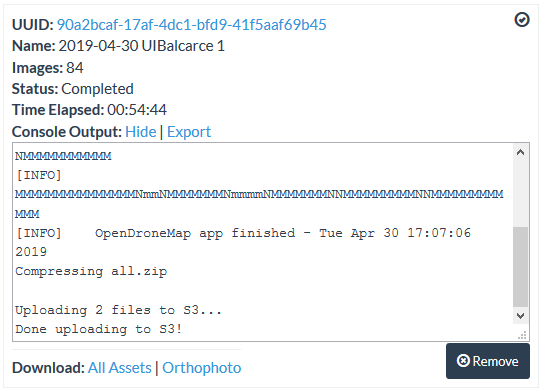 UUID: 90a2bcaf-17af-4dc1-bfd9-41f5aaf69b45
Name: 2019-04-30 UIBalcarce 1
Images: 84
Status: Completed
Time Elapsed: 00:54:44
Console Output: Hide | Export
NMMMMMMMMMMM
[INFO]
MMMMMMMMMMMMMMMNmmNMMMMMMMNmmmmNMMMMMMMNNMMMMMMMMMNNMMMMMMMMM
MMM
[INFO]    OpenDroneMap app finished - Tue Apr 30 17:07:06
2019
Compressing all.zip
Uploading 2 files to S3...
Done uploading to S3!
Download: All Assets | Orthophoto
Remove